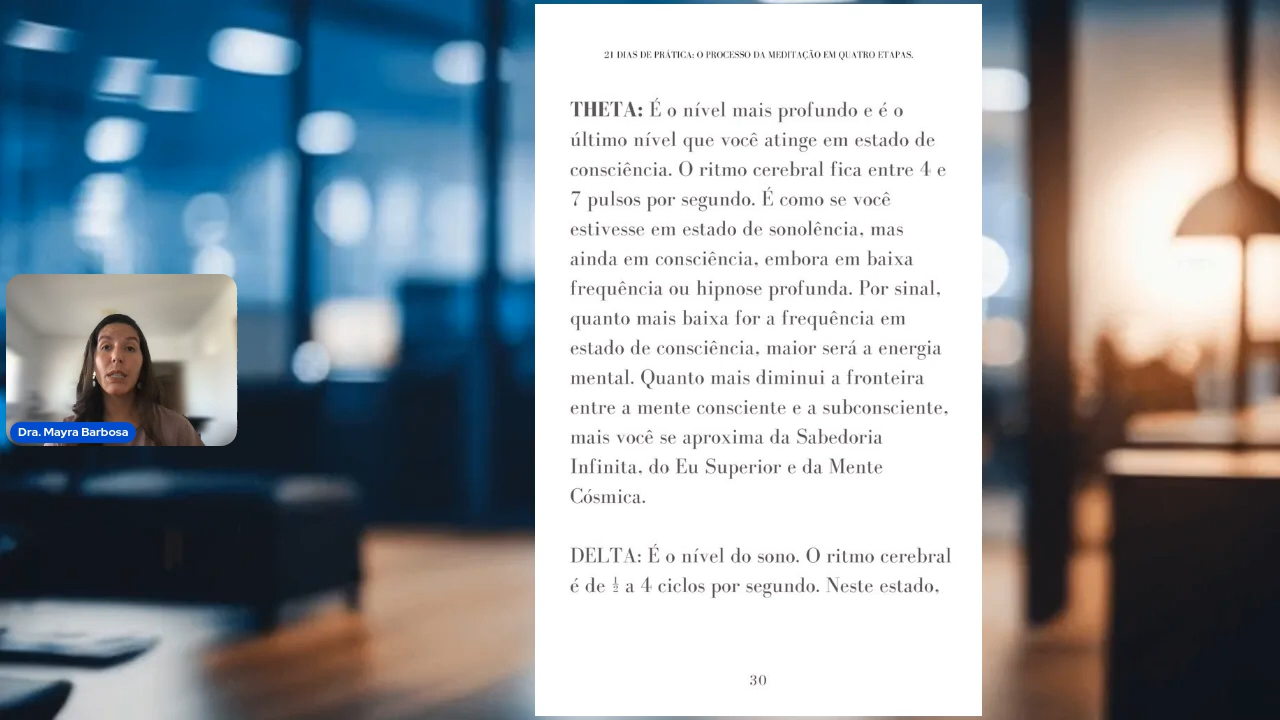 21 DIAS DE PRÁTICA: O PROCESSO DA MEDITAÇÃO EM QUATRO ETAPAS.
THETA: É o nível mais profundo e é o
último nível que você atinge em estado de
consciência. O ritmo cerebral fica entre 4 e
7 pulsos por segundo. É como se você
estivesse em estado de sonolência, mas
ainda em consciência, embora em baixa
frequência ou hipnose profunda. Por sinal,
quanto mais baixa for a frequência em
estado de consciência, maior será a energia
mental. Quanto mais diminui a fronteira
entre a mente consciente e a subconsciente,
mais você se aproxima da Sabedoria
Infinita, do Eu Superior e da Mente
Cósmica.
DELTA: É o nível do sono. O ritmo cerebral
é de ½ a 4 ciclos por segundo. Neste estado,
30
Dra. Mayra Barbosa